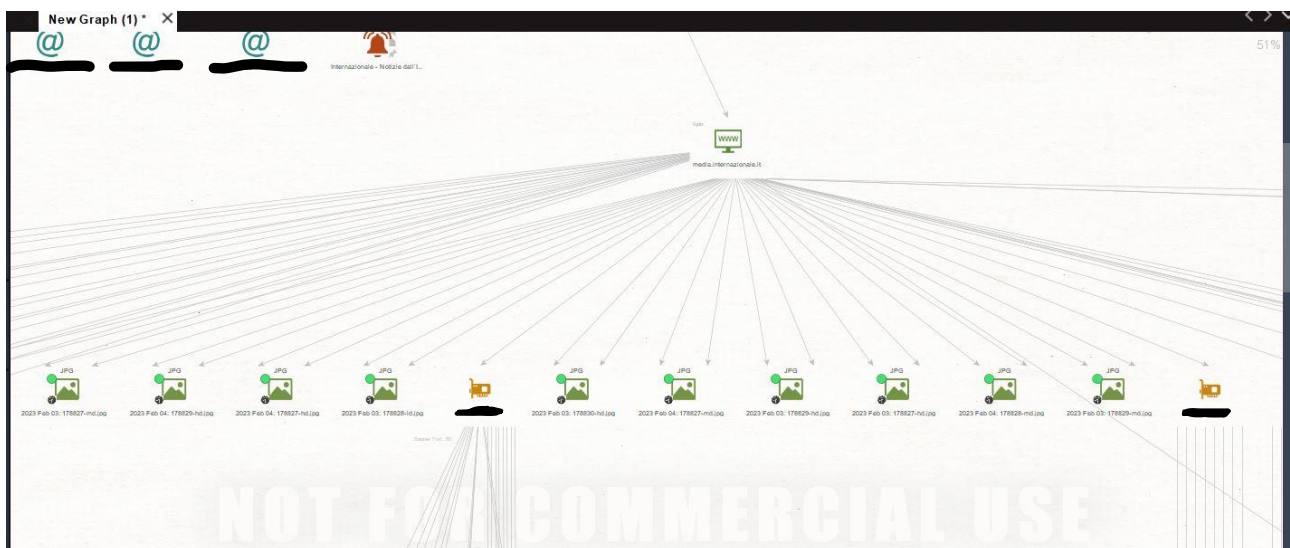 New Graph (1) *
51%
@
@
@
Internazionale - Notizie dall'I...
www
media.internazionale.it
JPG
JPG
JPG
JPG
JPG
JPG
JPG
JPG
JPG
JPG
2023 Feb 03: 178827-md.jpg
2023 Feb 04: 178829-hd.jpg
2023 Feb 04: 178827-hd.jpg
2023 Feb 03: 178828-ld.jpg
2023 Feb 03: 178830-hd.jpg
2023 Feb 04: 178827-md.jpg
2023 Feb 03: 178829-hd.jpg
2023 Feb 03: 178827-hd.jpg
2023 Feb 04: 178828-md.jpg
2023 Feb 03: 178829-md.jpg
NOT FOR COMMERCIAL USE